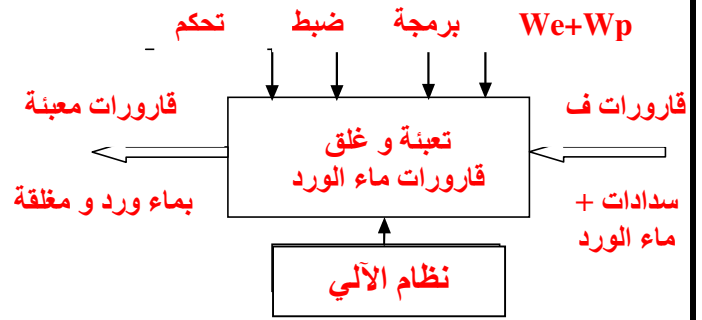 تحكم ضبط برمجة We+Wp
قارورات ف
سدادات +
ماء الورد
تعبئة و غلق
قارورات ماء الورد
قارورات معبئة
بماء ورد و مغلقة
نظام الآلي